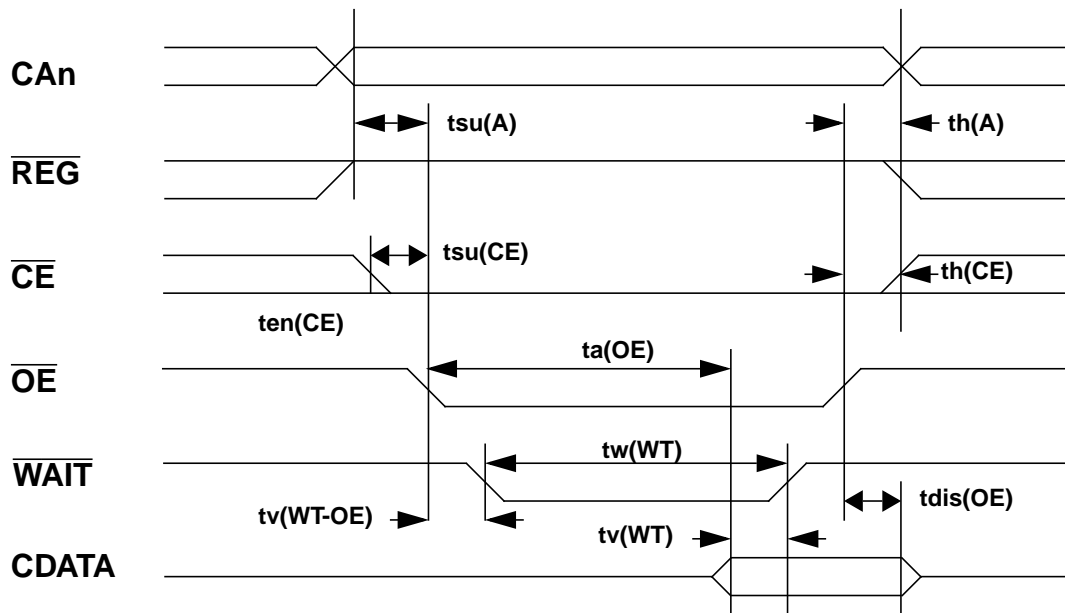 CAn
tsu(A)
th(A)
REG
tsu(CE)
CE
th(CE)
ten(CE)
ta(OE)
OE
tw(WT)
WAIT
tdis(OE)
tv(WT-OE)
tv(WT)
CDATA